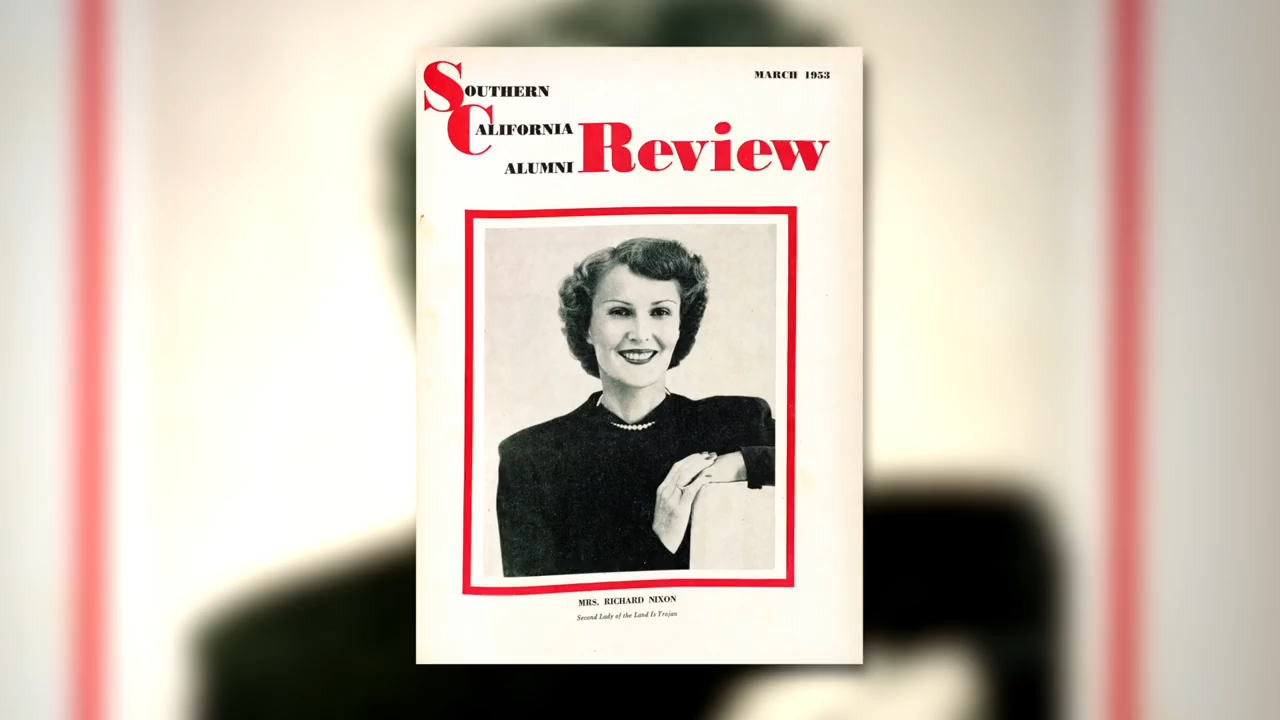 MARCH 1953
SOUTHERN
CALIFORNIA
ALUMNI Review
MRS. RICHARD NIXON
Second Lady of the Land Is Trojan